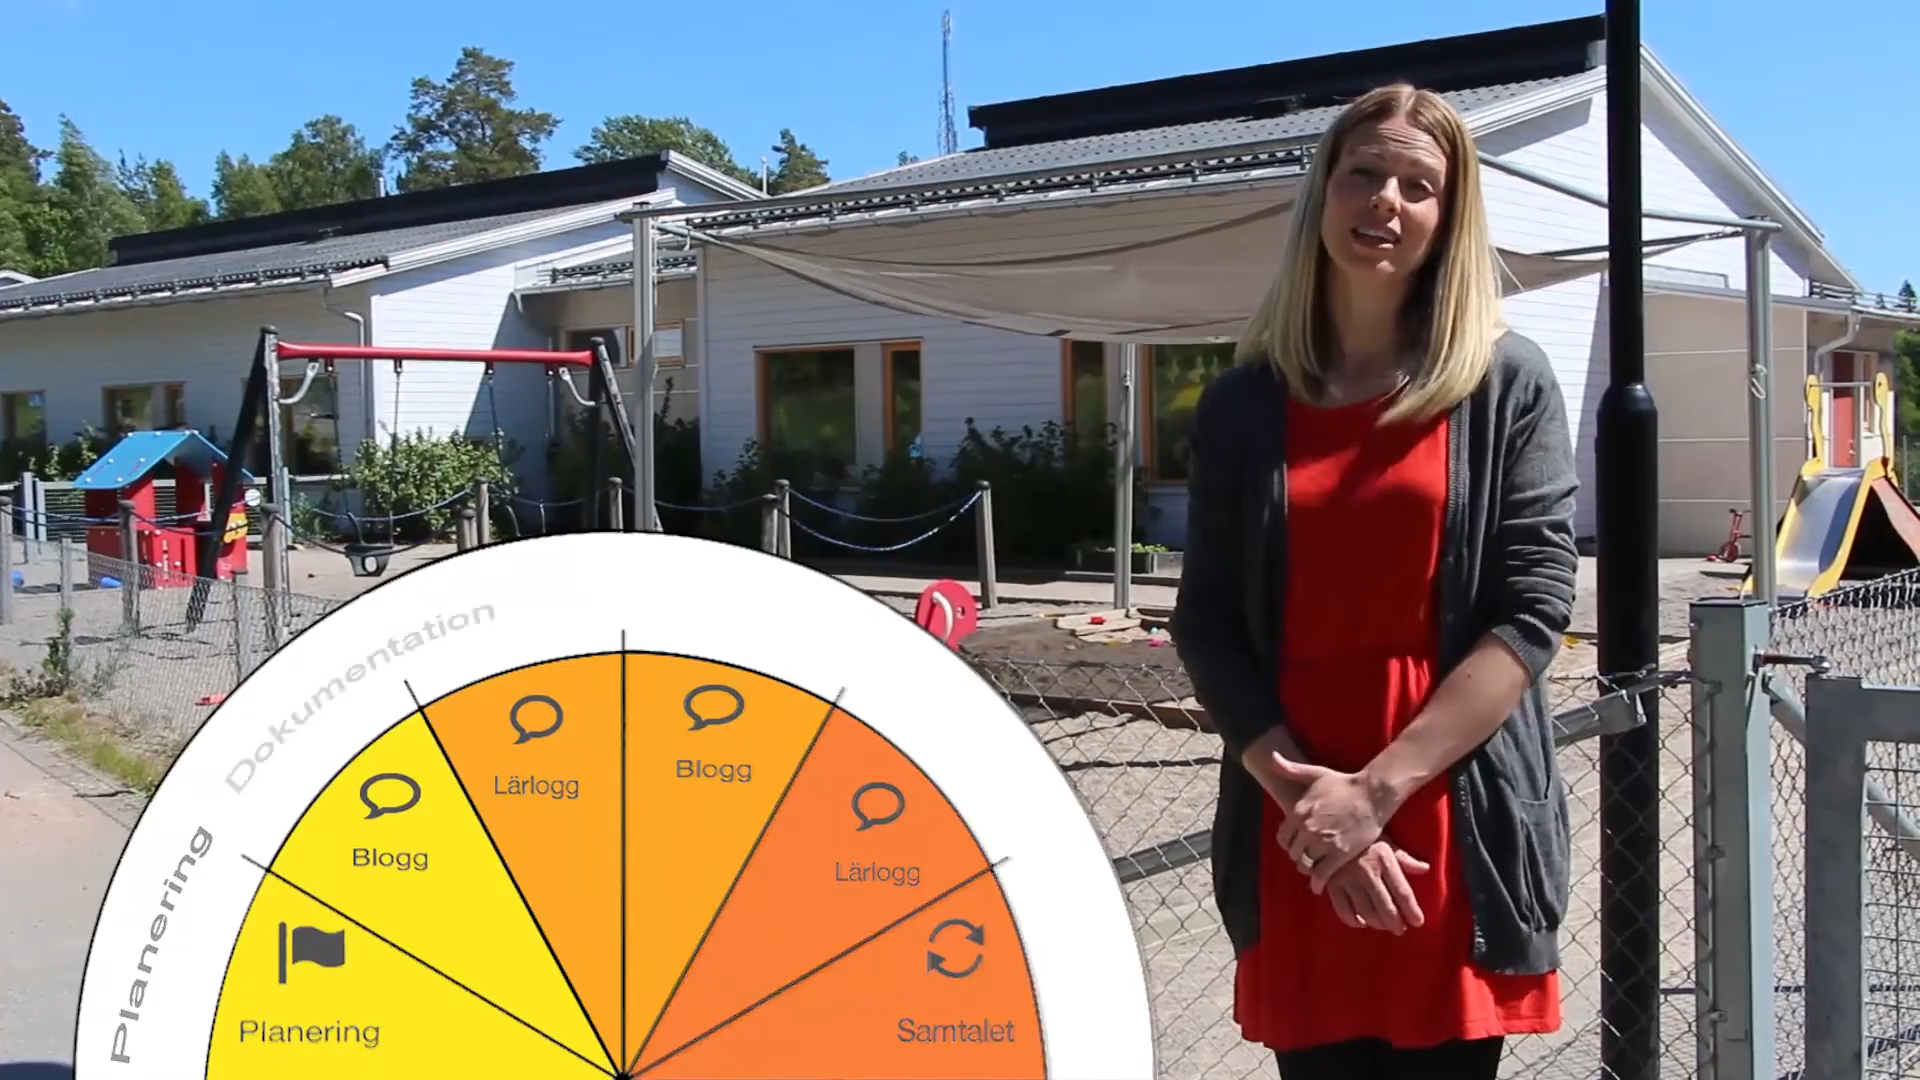 Planering
Dokumentation
Planering
Blogg
Lärlogg
Blogg
Lärlogg
Samtalet